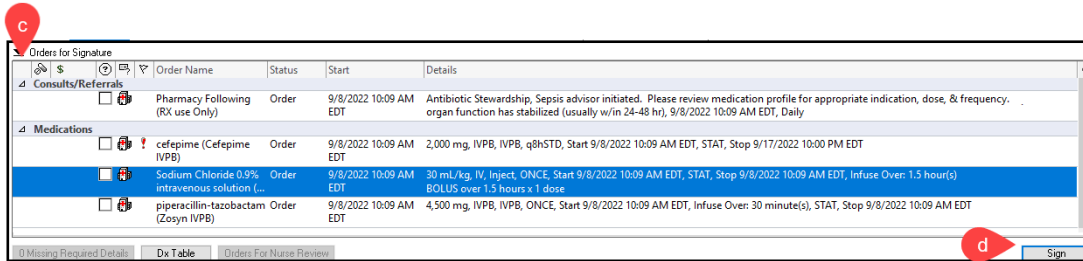 c
Orders for Signature
$ Order Name Status Start Details
Consults/Referrals
Pharmacy Following Order 9/8/2022 10:09 AM Antibiotic Stewardship, Sepsis advisor initiated. Please review medication profile for appropriate indication, dose, & frequency.
(RX use Only) EDT organ function has stabilized (usually w/in 24-48 hr), 9/8/2022 10:09 AM EDT, Daily
Medications
! cefepime (Cefepime Order 9/8/2022 10:09 AM 2,000 mg, IVPB, IVPB, q8hSTD, Start 9/8/2022 10:09 AM EDT, STAT, Stop 9/17/2022 10:00 PM EDT
IVPB) EDT
Sodium Chloride 0.9% Order 9/8/2022 10:09 AM 30 mL/kg, IV, Inject, ONCE, Start 9/8/2022 10:09 AM EDT, STAT, Stop 9/8/2022 10:09 AM EDT, Infuse Over: 1.5 hour(s)
intravenous solution (... EDT BOLUS over 1.5 hours x 1 dose
piperacillin-tazobactam Order 9/8/2022 10:09 AM 4,500 mg, IVPB, IVPB, ONCE, Start 9/8/2022 10:09 AM EDT, Infuse Over: 30 minute(s), STAT, Stop 9/8/2022 10:09 AM EDT
(Zosyn IVPB) EDT
d
0 Missing Required Details Dx Table Orders For Nurse Review Sign